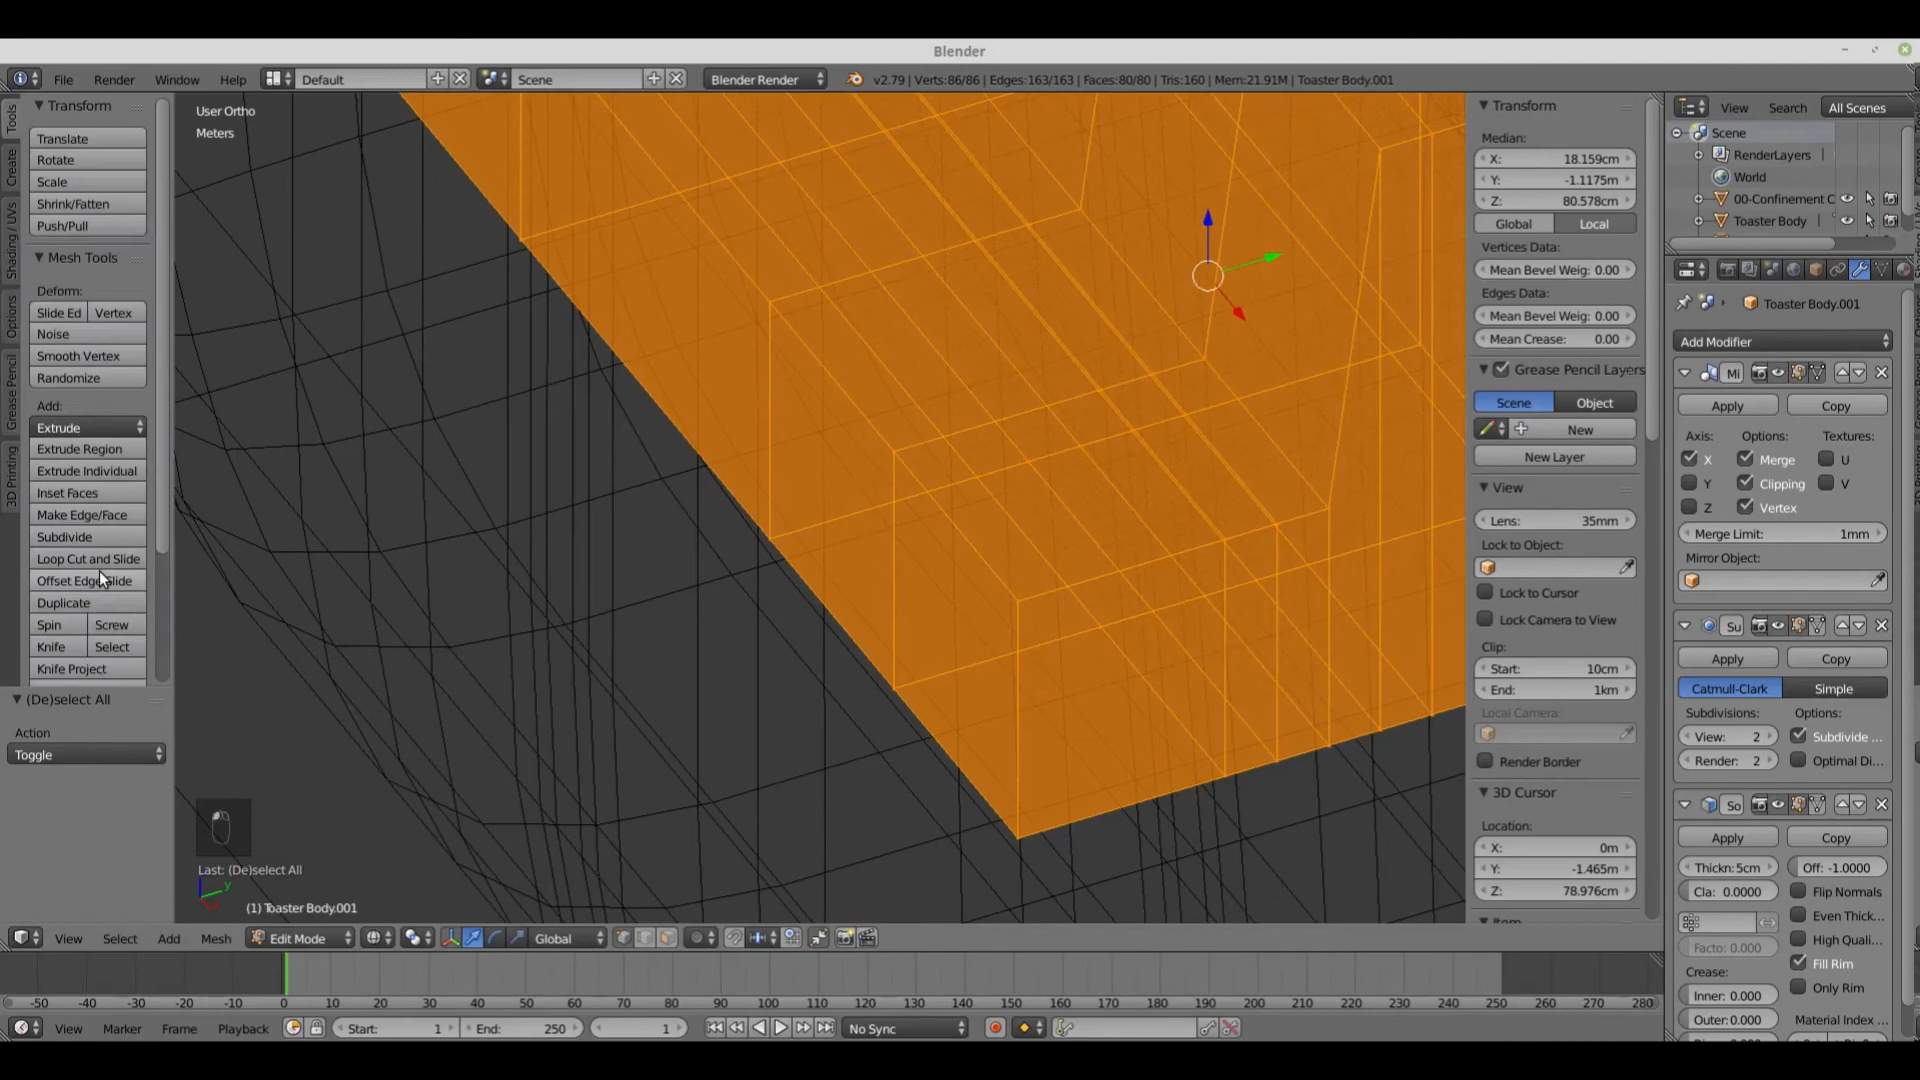 Blender
File Render Window Help Default Scene Blender Render v2.79 | Verts:86/86 | Edges:163/163 | Faces:80/80 | Tris:160 | Mem:21.91M | Toaster Body.001
Tools
Create
Shading / UVs
Options
Grease Pencil
3D Printing
Transform
Translate
Rotate
Scale
Shrink/Fatten
Push/Pull
Mesh Tools
Deform:
Slide Ed Vertex
Noise
Smooth Vertex
Randomize
Add:
Extrude
Extrude Region
Extrude Individual
Inset Faces
Make Edge/Face
Subdivide
Loop Cut and Slide
Offset Edge Slide
Duplicate
Spin Screw
Knife Select
Knife Project
(De)select All
Action
Toggle
User Ortho
Meters
Last: (De)select All
(1) Toaster Body.001
Transform
Median:
X: 18.159cm
Y: -1.1175m
Z: 80.578cm
Global Local
Vertices Data:
Mean Bevel Weig: 0.00
Edges Data:
Mean Bevel Weig: 0.00
Mean Crease: 0.00
Grease Pencil Layers
Scene Object
New
New Layer
View
Lens: 35mm
Lock to Object:
Lock to Cursor
Lock Camera to View
Clip:
Start: 10cm
End: 1km
Local Camera:
Render Border
3D Cursor
Location:
X: 0m
Y: -1.465m
Z: 78.976cm
View Search All Scenes
Scene
RenderLayers
World
00-Confinement C
Toaster Body
Toaster Body.001
Add Modifier
Mi
Apply Copy
Axis: Options: Textures:
X Merge U
Y Clipping V
Z Vertex
Merge Limit: 1mm
Mirror Object:
Su
Apply Copy
Catmull-Clark Simple
Subdivisions: Options:
View: 2 Subdivide ...
Render: 2 Optimal Di...
So
Apply Copy
Thickn: 5cm Off: -1.0000
Cla: 0.0000 Flip Normals
Even Thick...
High Quali...
Facto: 0.000
Fill Rim
Crease:
Only Rim
Inner: 0.000
Outer: 0.000 Material Index ...
View Select Add Mesh Edit Mode Global
-50 -40 -30 -20 -10 0 10 20 30 40 50 60 70 80 90 100 110 120 130 140 150 160 170 180 190 200 210 220 230 240 250 260 270 280
View Marker Frame Playback Start: 1 End: 250 1 No Sync